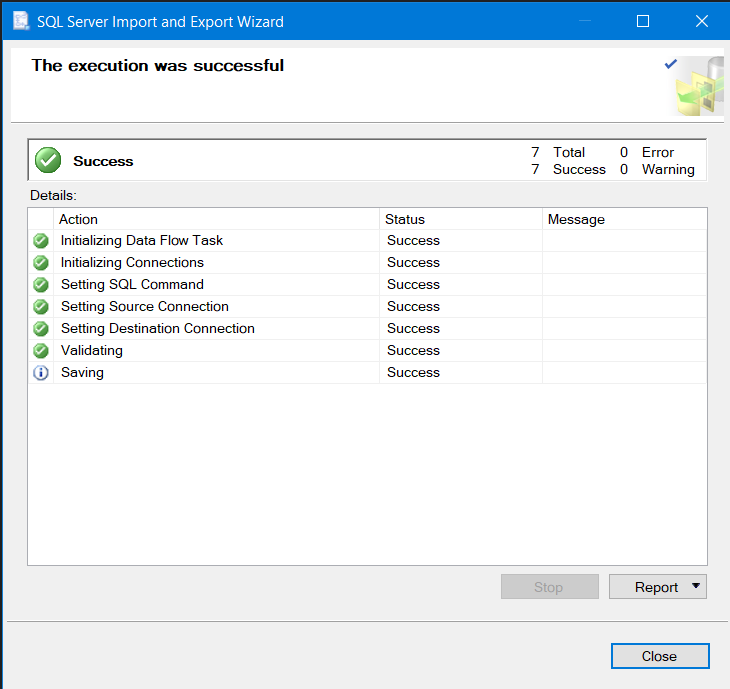 SQL Server Import and Export Wizard
The execution was successful
Success
7 Total 0 Error
7 Success 0 Warning
Details:
Action Status Message
Initializing Data Flow Task Success
Initializing Connections Success
Setting SQL Command Success
Setting Source Connection Success
Setting Destination Connection Success
Validating Success
Saving Success
Stop Report
Close